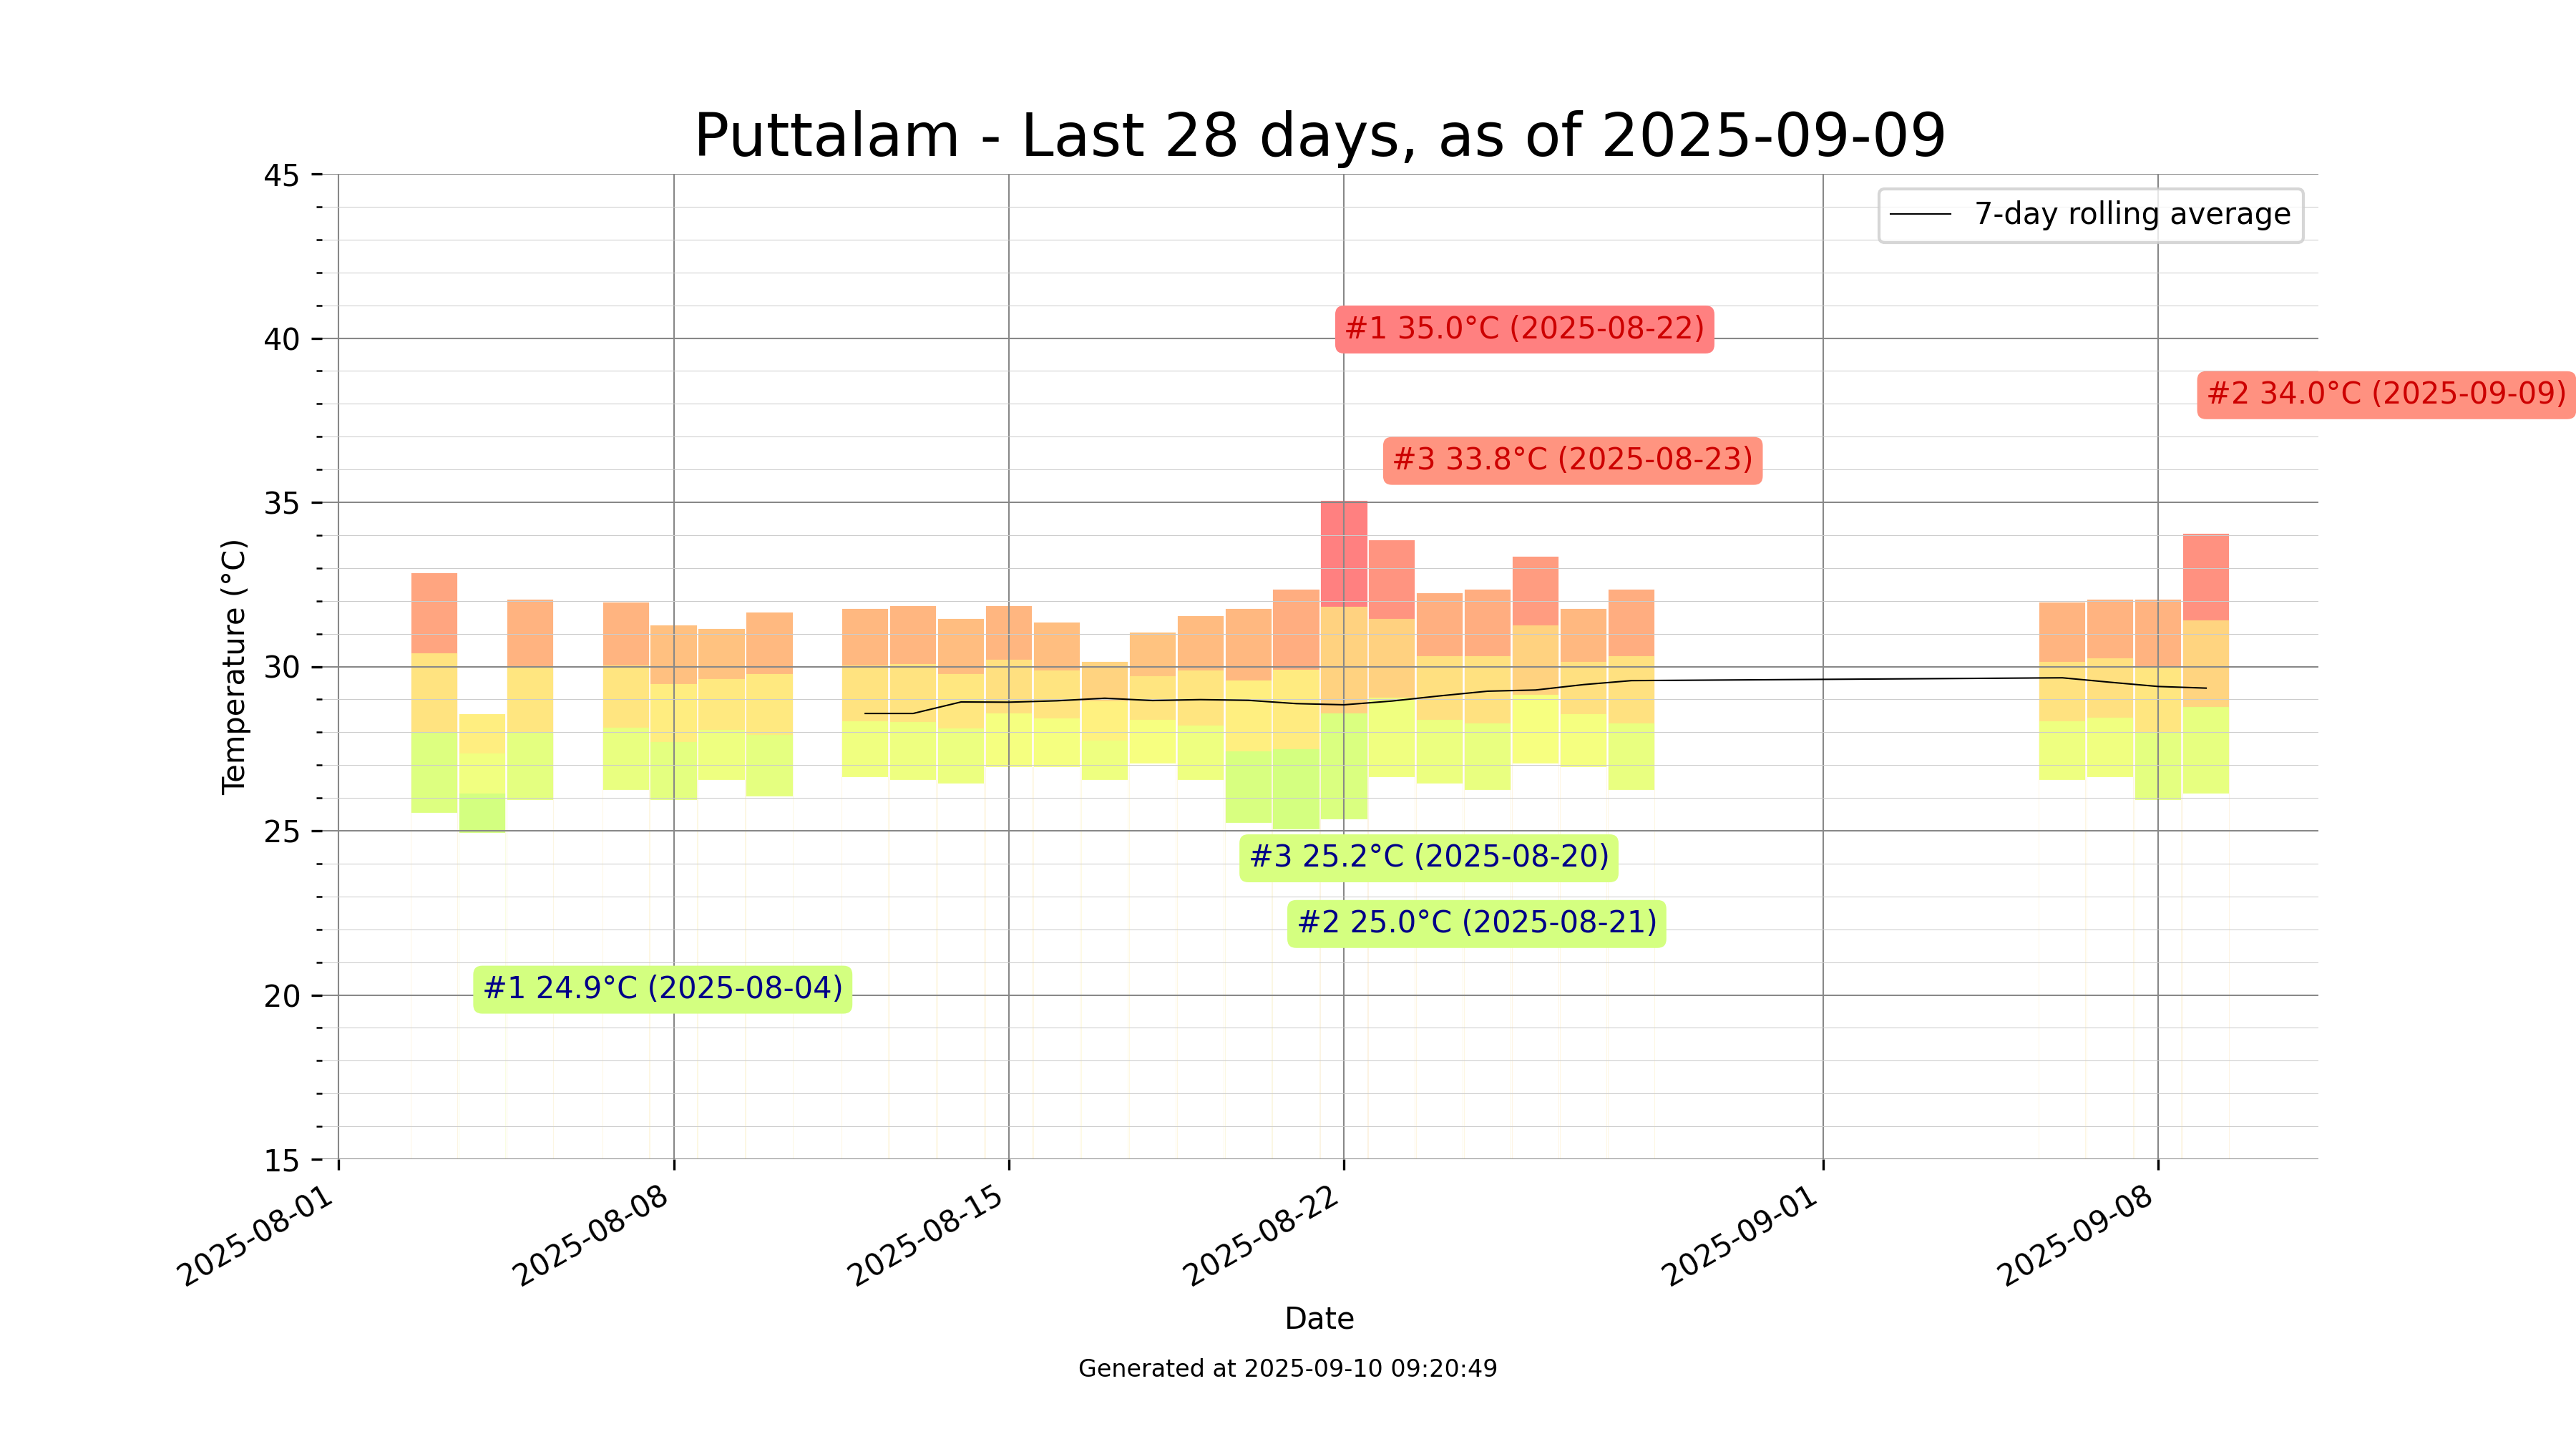 Puttalam - Last 28 days, as of 2025-09-09
7-day rolling average
Temperature (°C)
45
40
35
30
25
20
15
#1 35.0°C (2025-08-22)
#2 34.0°C (2025-09-09)
#3 33.8°C (2025-08-23)
#3 25.2°C (2025-08-20)
#2 25.0°C (2025-08-21)
#1 24.9°C (2025-08-04)
2025-08-01
2025-08-08
2025-08-15
2025-08-22
2025-09-01
2025-09-08
Date
Generated at 2025-09-10 09:20:49